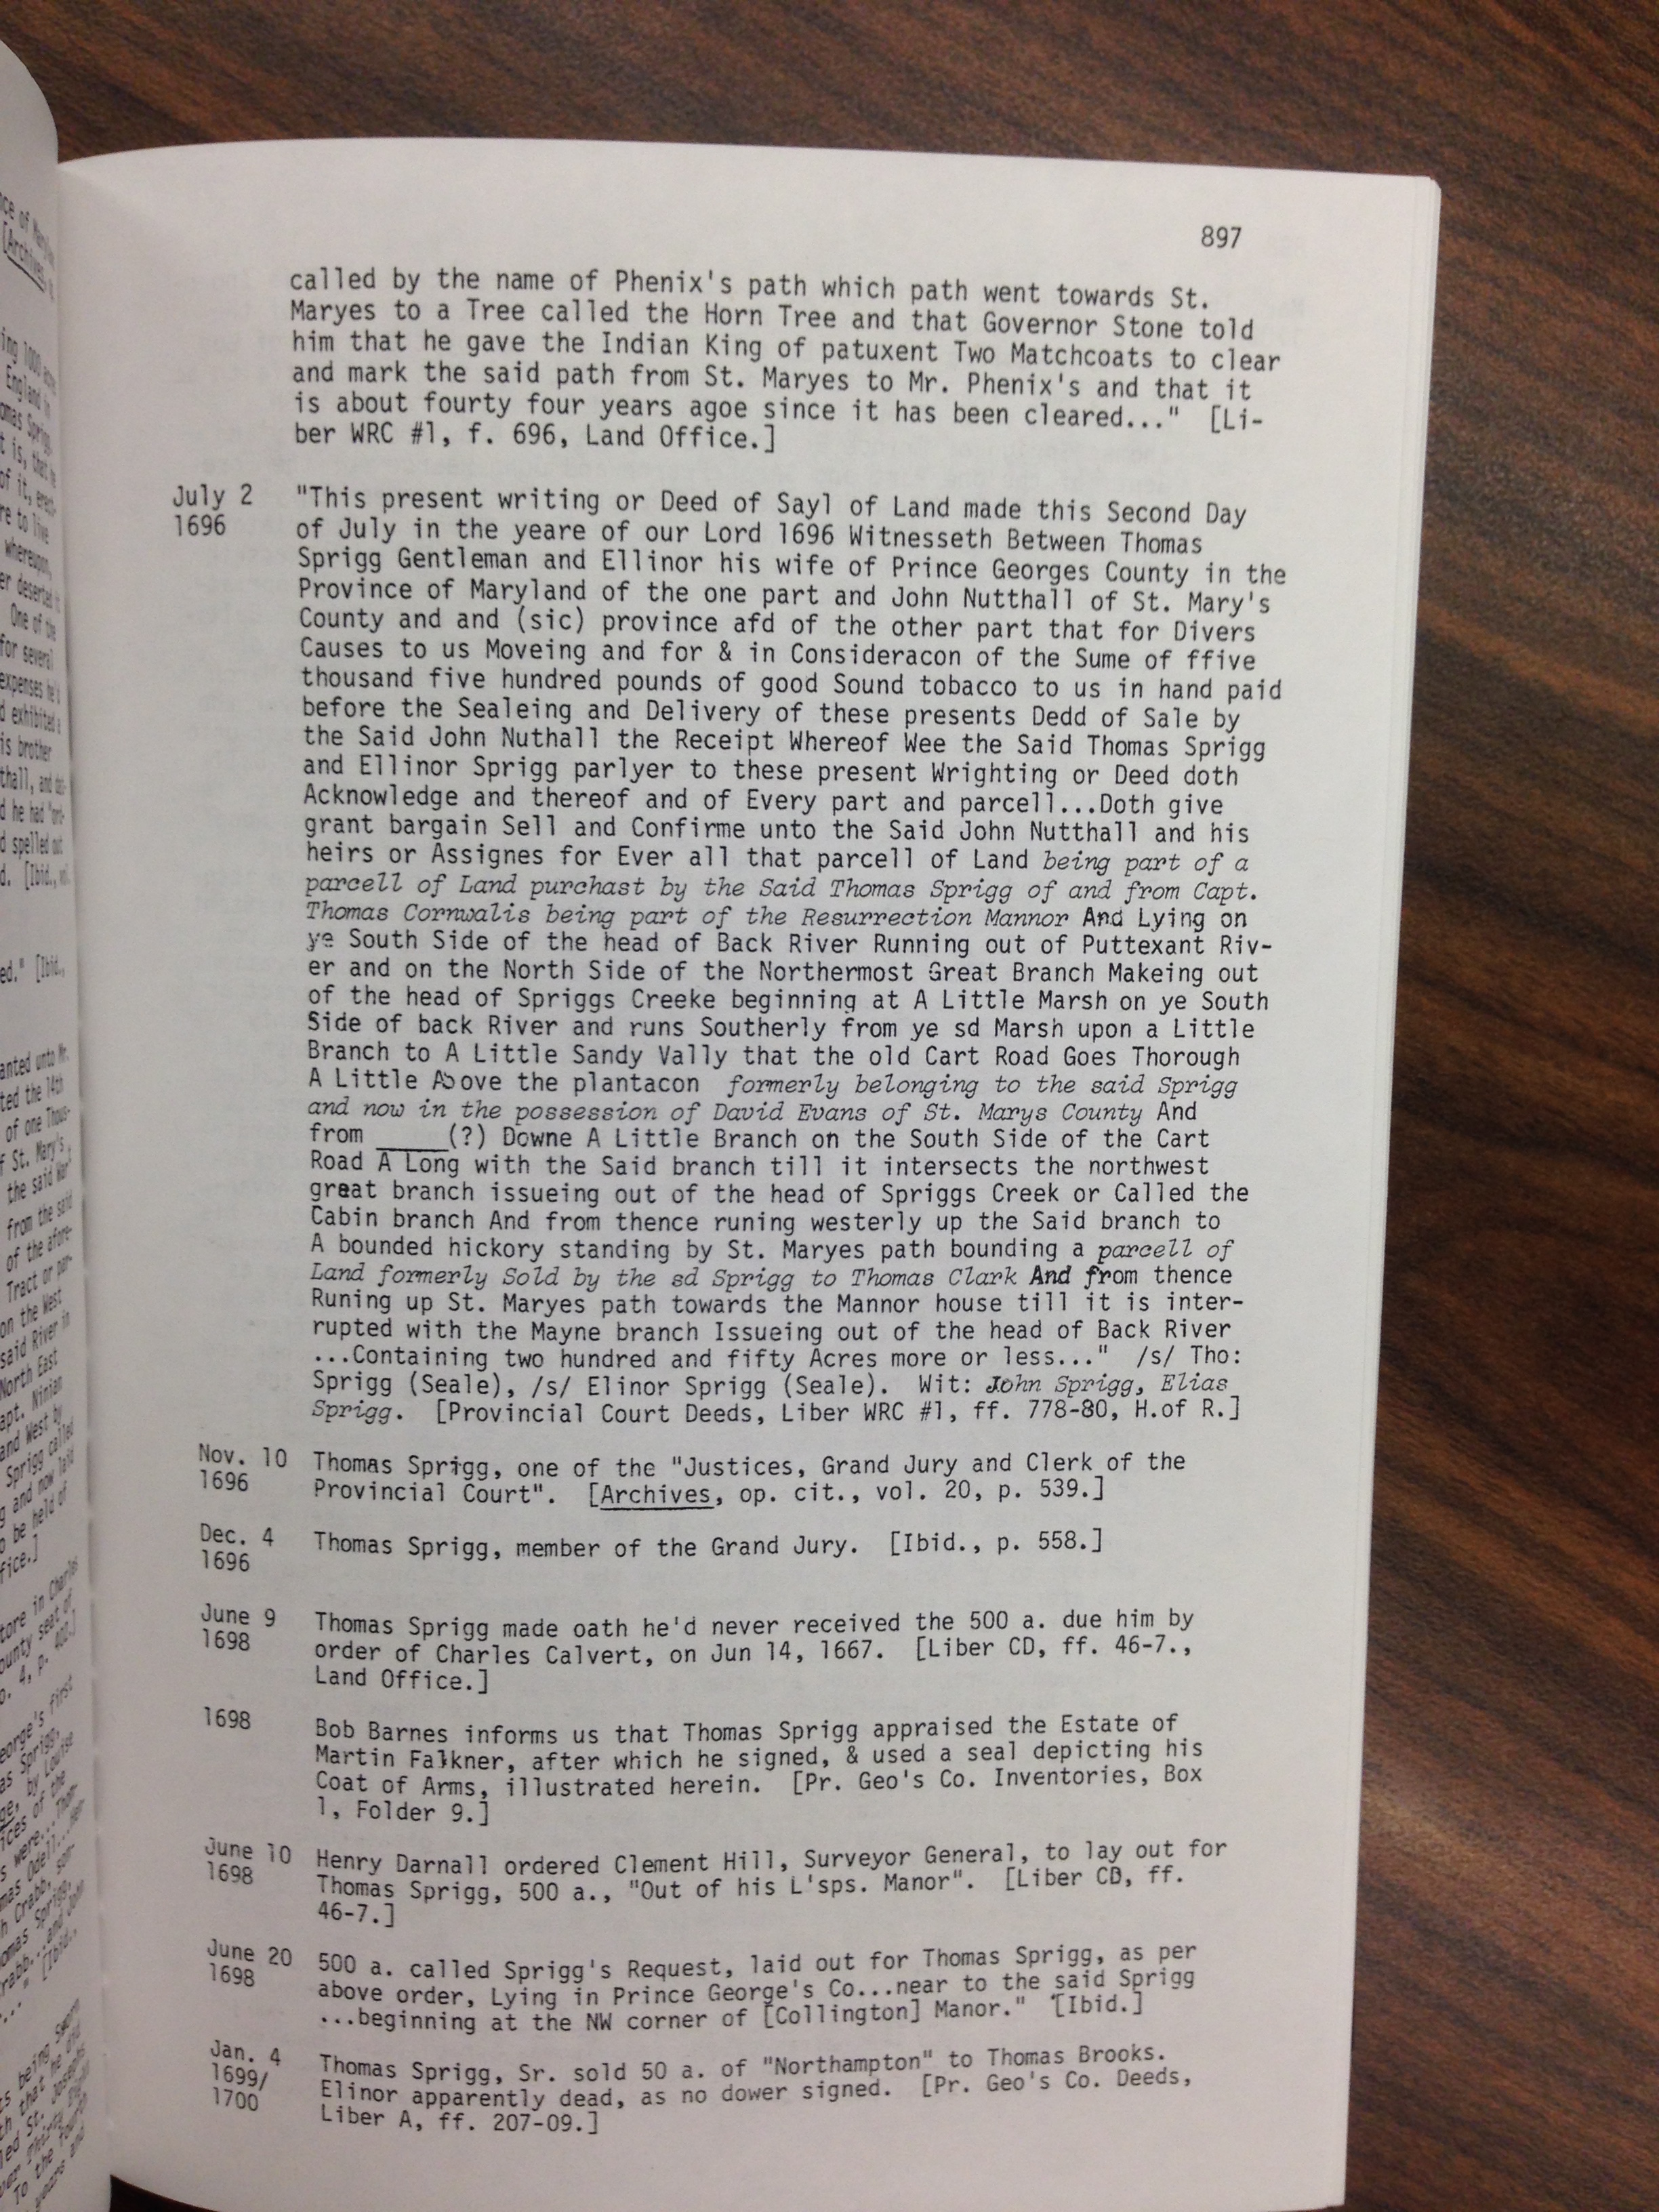 897
called by the name of Phenix's path which path went towards St.
Maryes to a Tree called the Horn Tree and that Governor Stone told
him that he gave the Indian King of patuxent Two Matchcoats to clear
and mark the said path from St. Maryes to Mr. Phenix's and that it
is about fourty four years agoe since it has been cleared..." [Li-
ber WRC #1, f. 696, Land Office.]
July 2 "This present writing or Deed of Sayl of Land made this Second Day
1696 of July in the yeare of our Lord 1696 Witnesseth Between Thomas
Sprigg Gentleman and Ellinor his wife of Prince Georges County in the
Province of Maryland of the one part and John Nutthall of St. Mary's
County and and (sic) province afd of the other part that for Divers
Causes to us Moveing and for & in Consideracon of the Sume of ffive
thousand five hundred pounds of good Sound tobacco to us in hand paid
before the Sealeing and Delivery of these presents Dedd of Sale by
the Said John Nuthall the Receipt Whereof Wee the Said Thomas Sprigg
and Ellinor Sprigg parlyer to these present Wrighting or Deed doth
Acknowledge and thereof and of Every part and parcell...Doth give
grant bargain Sell and Confirme unto the Said John Nutthall and his
heirs or Assignes for Ever all that parcell of Land being part of a
parcell of Land purchast by the Said Thomas Sprigg of and from Capt.
Thomas Cornwalis being part of the Resurrection Mannor And Lying on
ye South Side of the head of Back River Running out of Puttexant Riv-
er and on the North Side of the Northermost Great Branch Makeing out
of the head of Spriggs Creeke beginning at A Little Marsh on ye South
Side of back River and runs Southerly from ye sd Marsh upon a Little
Branch to A Little Sandy Vally that the old Cart Road Goes Thorough
A Little Above the plantacon formerly belonging to the said Sprigg
and now in the possession of David Evans of St. Marys County And
from _____(?) Downe A Little Branch on the South Side of the Cart
Road A Long with the Said branch till it intersects the northwest
great branch issueing out of the head of Spriggs Creek or Called the
Cabin branch And from thence runing westerly up the Said branch to
A bounded hickory standing by St. Maryes path bounding a parcell of
Land formerly Sold by the sd Sprigg to Thomas Clark And from thence
Runing up St. Maryes path towards the Mannor house till it is inter-
rupted with the Mayne branch Issueing out of the head of Back River
...Containing two hundred and fifty Acres more or less..." /s/ Tho:
Sprigg (Seale), /s/ Elinor Sprigg (Seale). Wit: John Sprigg, Elias
Sprigg. [Provincial Court Deeds, Liber WRC #1, ff. 778-80, H.of R.]
Nov. 10 Thomas Sprigg, one of the "Justices, Grand Jury and Clerk of the
1696 Provincial Court". [Archives, op. cit., vol. 20, p. 539.]
Dec. 4 Thomas Sprigg, member of the Grand Jury. [Ibid., p. 558.]
1696
June 9 Thomas Sprigg made oath he'd never received the 500 a. due him by
1698 order of Charles Calvert, on Jun 14, 1667. [Liber CD, ff. 46-7.,
Land Office.]
1698 Bob Barnes informs us that Thomas Sprigg appraised the Estate of
Martin Falkner, after which he signed, & used a seal depicting his
Coat of Arms, illustrated herein. [Pr. Geo's Co. Inventories, Box
1, Folder 9.]
June 10 Henry Darnall ordered Clement Hill, Surveyor General, to lay out for
1698 Thomas Sprigg, 500 a., "Out of his L'sps. Manor". [Liber CD, ff.
46-7.]
June 20 500 a. called Sprigg's Request, laid out for Thomas Sprigg, as per
1698 above order, Lying in Prince George's Co...near to the said Sprigg
...beginning at the NW corner of [Collington] Manor." [Ibid.]
Jan. 4 Thomas Sprigg, Sr. sold 50 a. of "Northampton" to Thomas Brooks.
1699/ Elinor apparently dead, as no dower signed. [Pr. Geo's Co. Deeds,
1700 Liber A, ff. 207-09.]